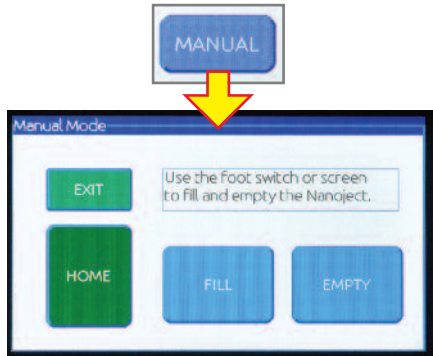 MANUAL
Manual Mode
EXIT
Use the foot switch or screen
to fill and empty the Nanoject.
HOME
FILL
EMPTY